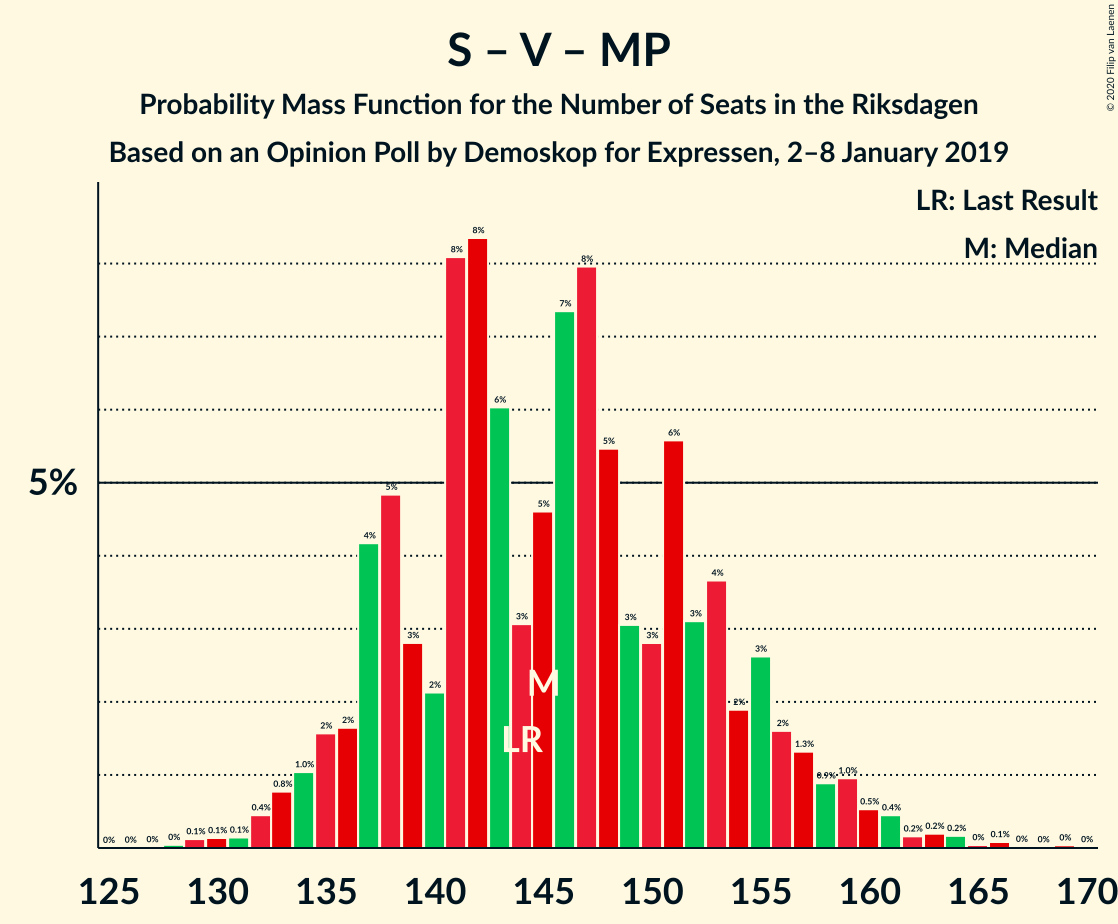 S – V – MP
Probability Mass Function for the Number of Seats in the Riksdagen
Based on an Opinion Poll by Demoskop for Expressen, 2–8 January 2019
© 2020 Filip van Laenen
LR: Last Result
M: Median
5%
0% 0% 0% 0% 0.1% 0.1% 0.1% 0.4% 0.8% 1.0% 2% 2% 4% 5% 3% 2% 8% 8% 6% 3% 5% 7% 8% 5% 3% 3% 6% 3% 4% 2% 3% 2% 1.3% 0.9% 1.0% 0.5% 0.4% 0.2% 0.2% 0.2% 0% 0.1% 0% 0% 0% 0%
M
LR
125 130 135 140 145 150 155 160 165 170